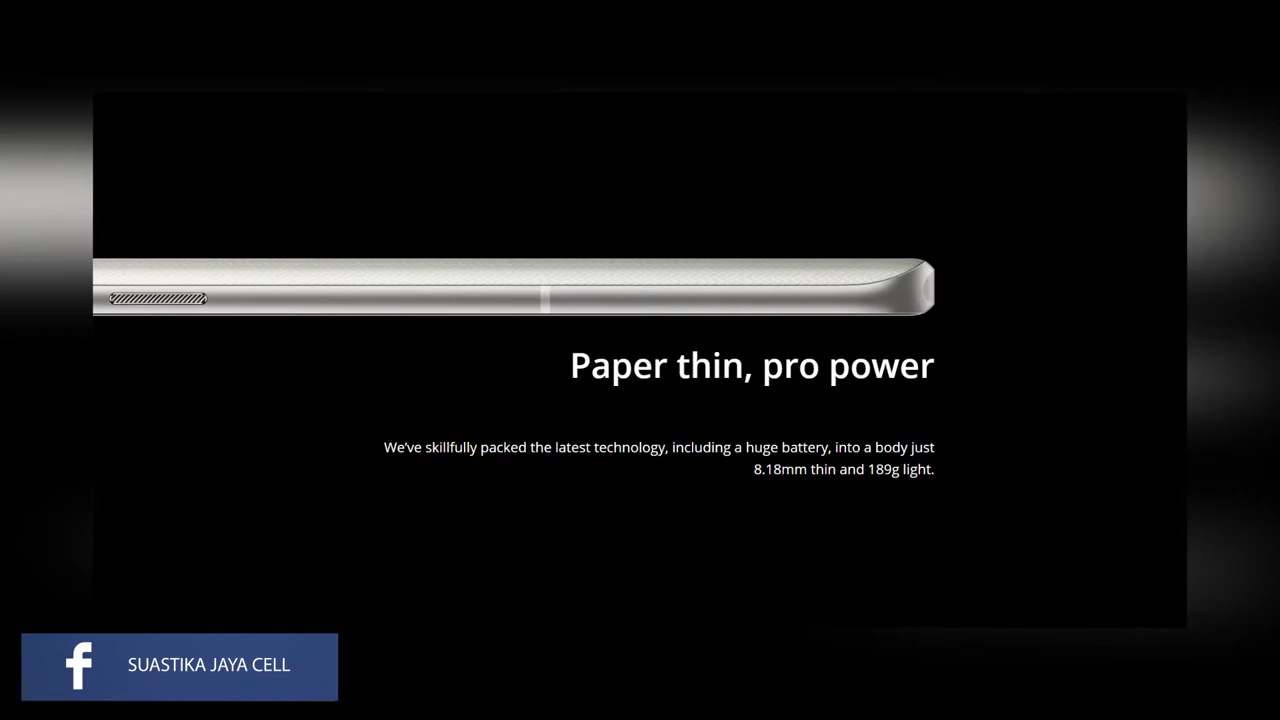 Paper thin, pro power
We've skillfully packed the latest technology, including a huge battery, into a body just
8.18mm thin and 189g light.
f SUASTIKA JAYA CELL